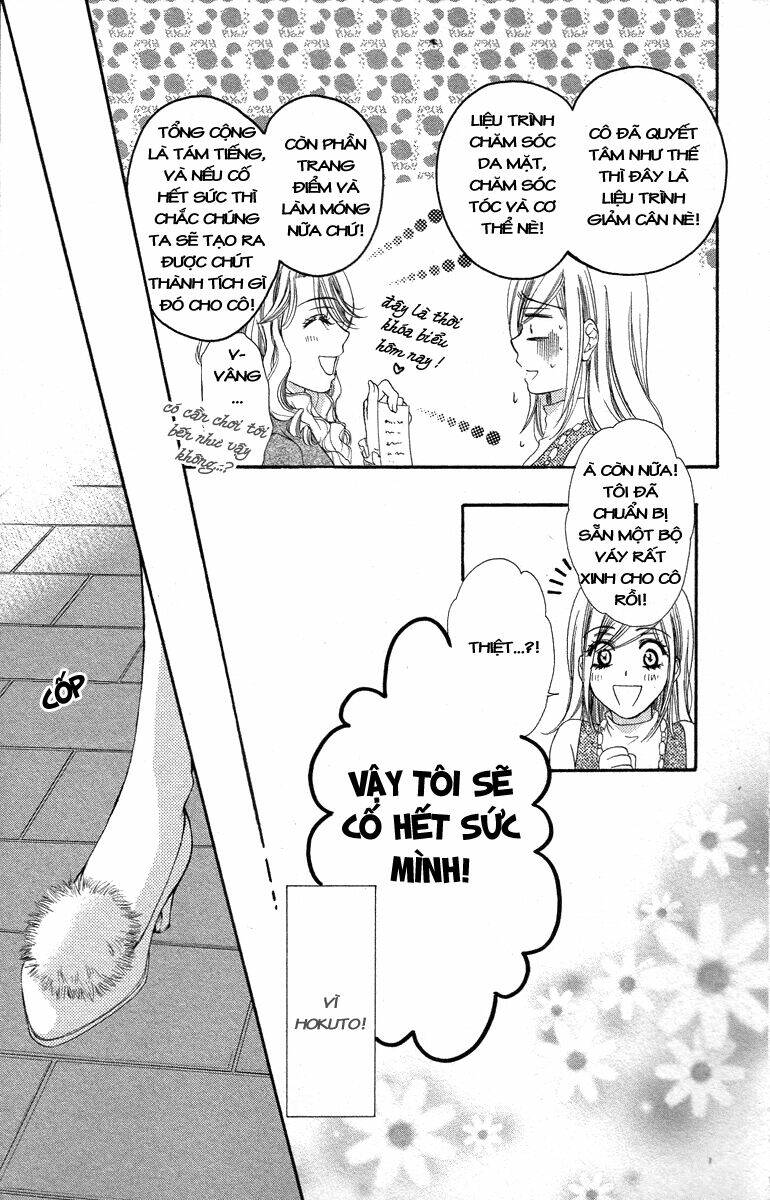 CÔ ĐÃ QUYẾT
TÂM NHƯ THẾ
THÌ ĐÂY LÀ
LIỆU TRÌNH
GIẢM CÂN NÈ!
LIỆU TRÌNH
CHĂM SÓC
DA MẶT,
CHĂM SÓC
TÓC VÀ CƠ
THỂ NÈ!
CÒN PHẦN
TRANG
ĐIỂM VÀ
LÀM MÓNG
NỮA CHỨ!
TỔNG CỘNG
LÀ TÁM TIẾNG,
VÀ NẾU CỐ
HẾT SỨC THÌ
CHẮC CHÚNG
TA SẼ TẠO RA
ĐƯỢC CHÚT
THÀNH TÍCH GÌ
ĐÓ CHO CÔ!
đây là thời
khóa biểu
hôm nay !
V-
VÂNG
...
có cần chơi tới
bến như vậy
không...?
À CÒN NỮA!
TÔI ĐÃ
CHUẨN BỊ
SẴN MỘT BỘ
VÁY RẤT
XINH CHO CÔ
RỒI!
THIỆT...?!
VẬY TÔI SẼ
CỐ HẾT SỨC
MÌNH!
VÌ
HOKUTO!
CỐP